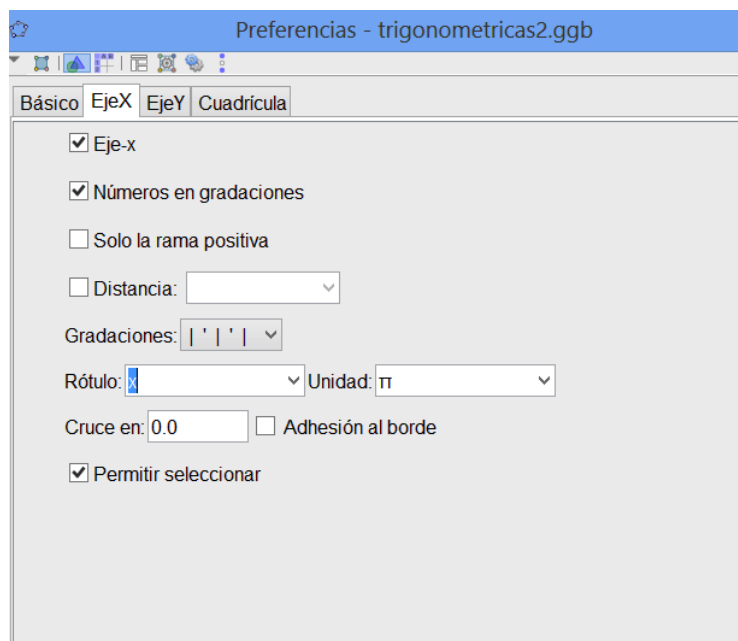 Preferencias - trigonometricas2.ggb
Básico EjeX EjeY Cuadrícula
Eje-x
Números en gradaciones
Solo la rama positiva
Distancia:
Gradaciones: | ' | ' |
Rótulo: x Unidad: π
Cruce en: 0.0 Adhesión al borde
Permitir seleccionar